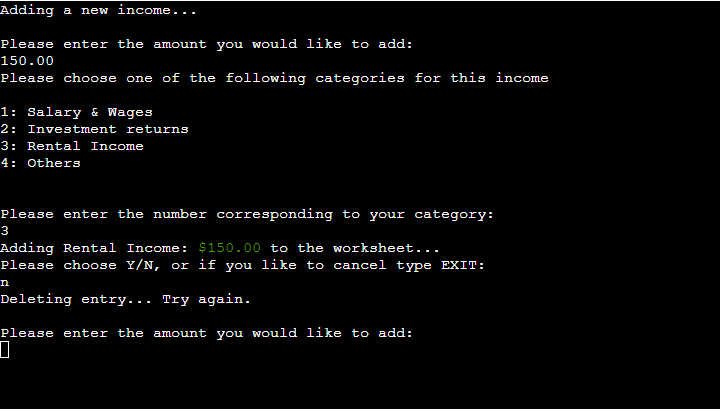 Adding a new income...
Please enter the amount you would like to add:
150.00
Please choose one of the following categories for this income
1: Salary & Wages
2: Investment returns
3: Rental Income
4: Others
Please enter the number corresponding to your category:
3
Adding Rental Income: $150.00 to the worksheet...
Please choose Y/N, or if you like to cancel type EXIT:
n
Deleting entry... Try again.
Please enter the amount you would like to add: